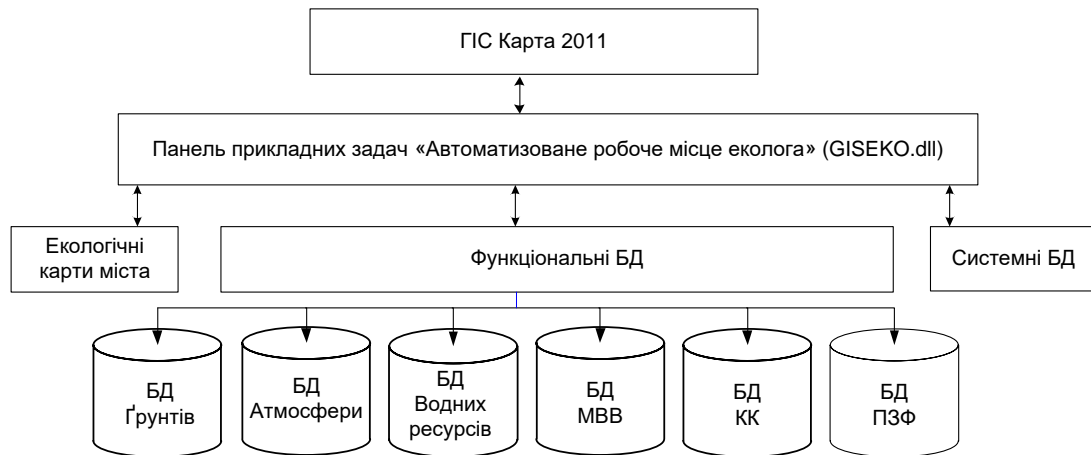 ГІС Карта 2011
Панель прикладних задач «Автоматизоване робоче місце еколога» (GISEKO.dll)
Екологічні
карти міста
Функціональні БД
Системні БД
БД
Ґрунтів
БД
Атмосфери
БД
Водних
ресурсів
БД
МВВ
БД
КК
БД
ПЗФ